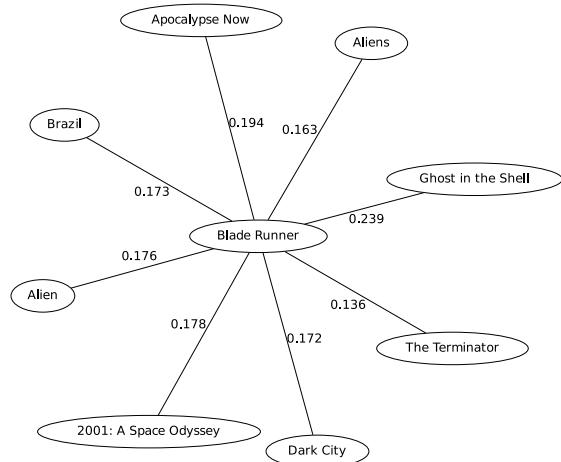 Apocalypse Now
Aliens
0.194
0.163
Brazil
0.173
Ghost in the Shell
0.239
Blade Runner
0.176
Alien
0.178
0.172
0.136
The Terminator
2001: A Space Odyssey
Dark City